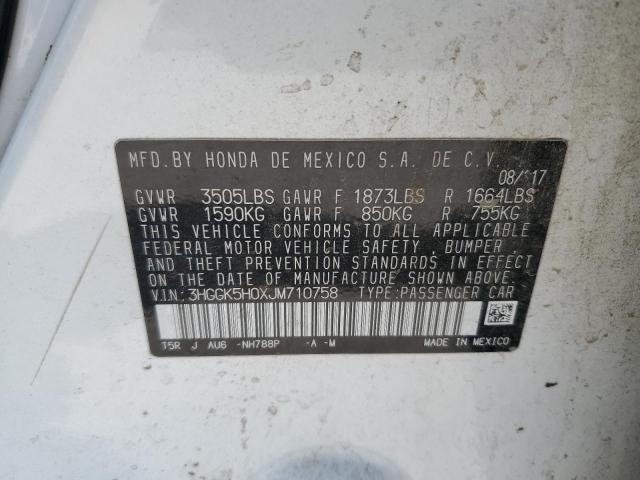 MFD.BY HONDA DE MEXICO S.A. DE C.V.
08/17
GVWR 3505LBS GAWR F 1873LBS R 1664LBS
GVWR 1590KG GAWR F 850KG R 755KG
THIS VEHICLE CONFORMS TO ALL APPLICABLE
FEDERAL MOTOR VEHICLE SAFETY, BUMPER,
AND THEFT PREVENTION STANDARDS IN EFFECT
ON THE DATE OF MANUFACTURE SHOWN ABOVE.
V.I.N: 3HGGK5H0XJM710758 TYPE:PASSENGER CAR
T5R J AUG -NH788P -A -M
MADE IN MEXICO